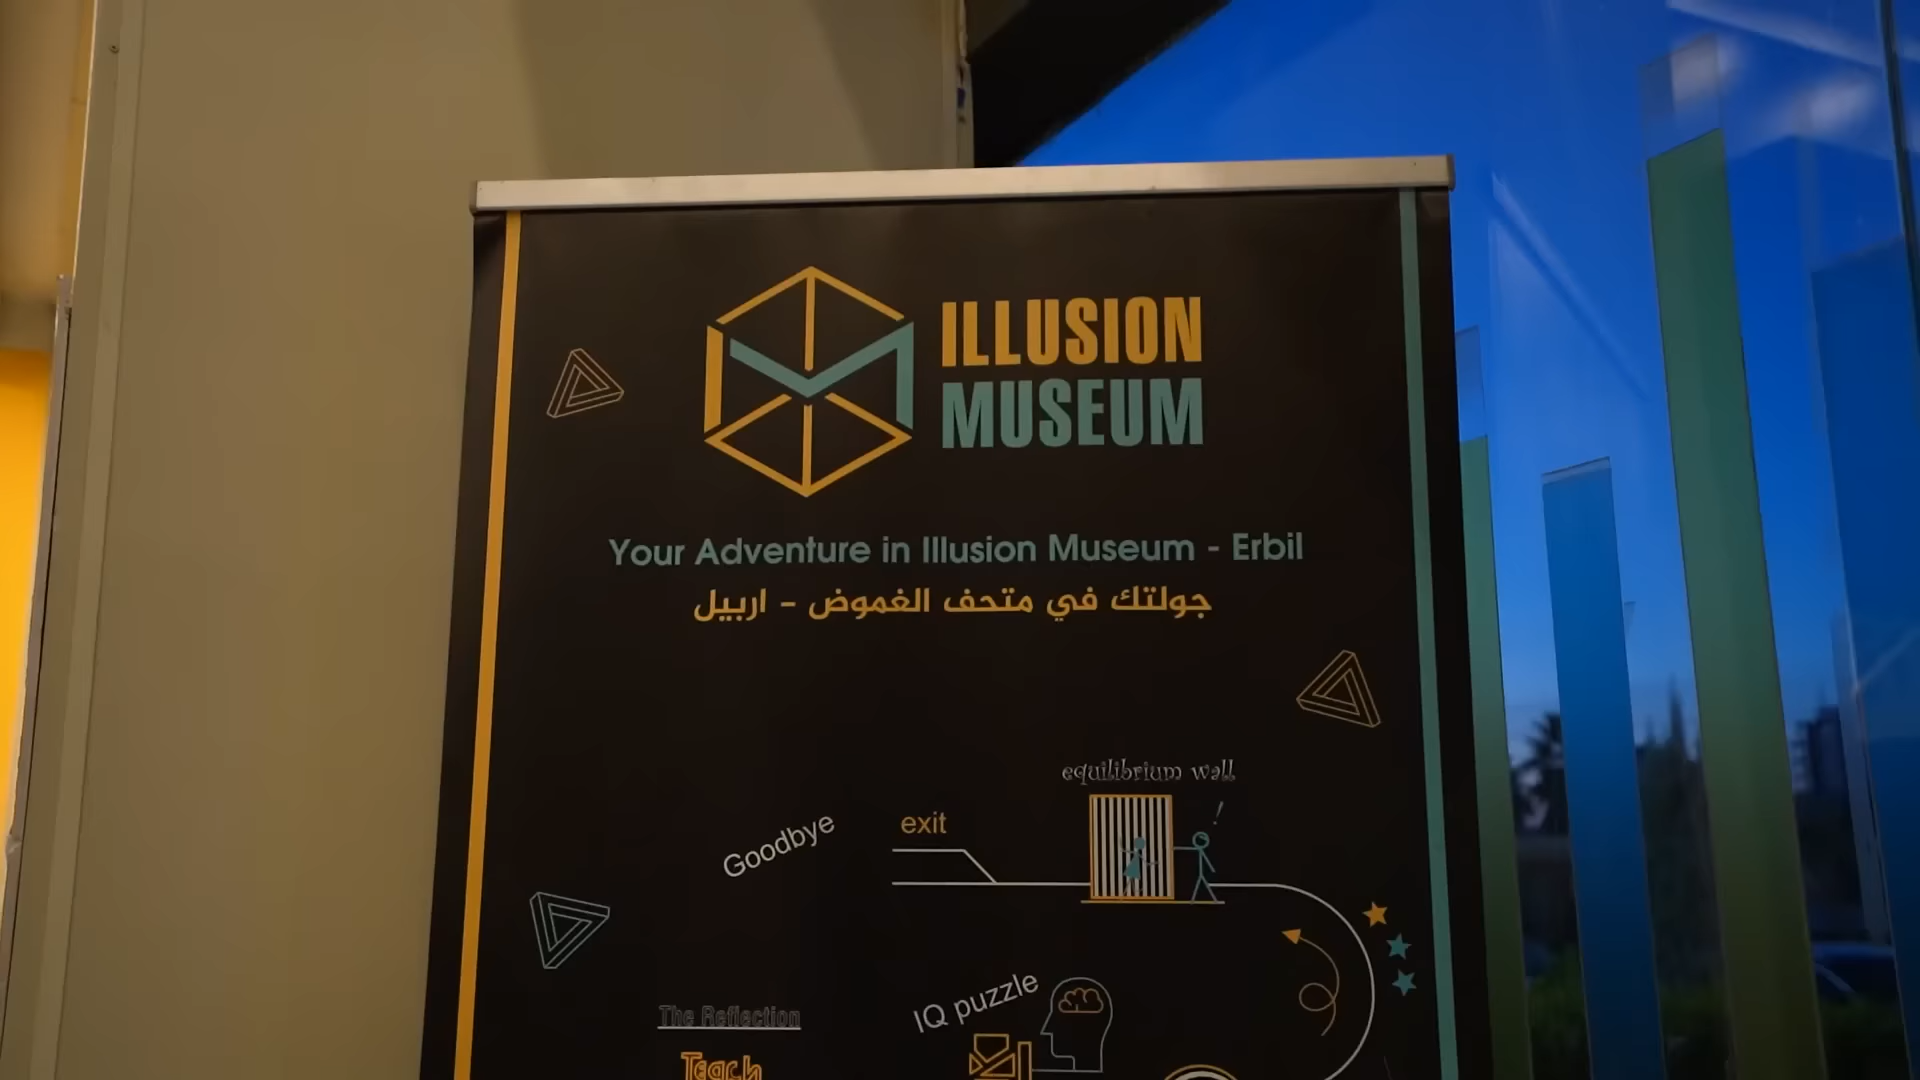 ILLUSION
MUSEUM
Your Adventure in Illusion Museum - Erbil
جولتك في متحف الغموض - اربيل
equilibrium wall
exit
Goodbye
!
IQ puzzle
The Reflection
Teach